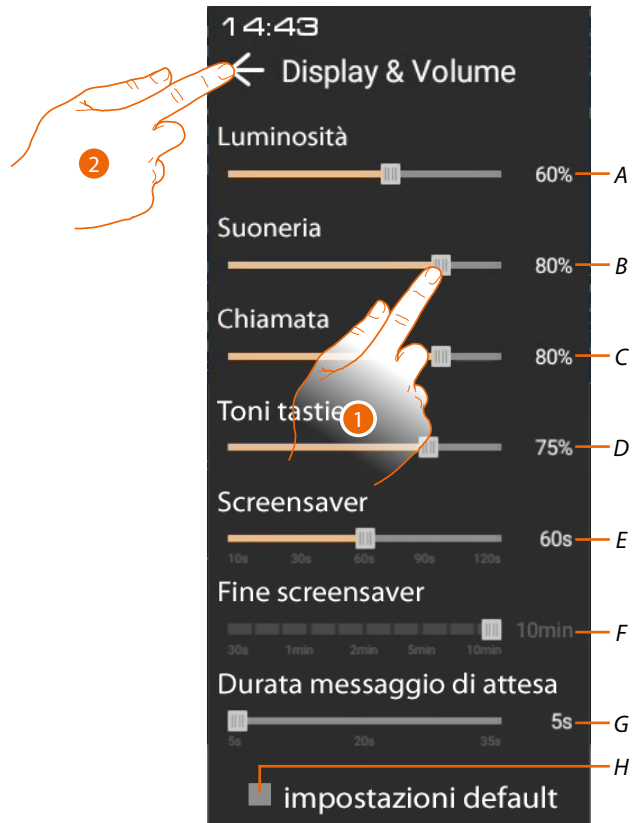 14:43
Display & Volume
Luminosità
60% A
Suoneria
80% B
Chiamata
80% C
Toni tastie
1
75% D
2
Screensaver
60s E
10s 30s 60s 90s 120s
Fine screensaver
10min F
30s 1min 2min 5min 10min
Durata messaggio di attesa
5s G
5s 20s 35s
H
impostazioni default